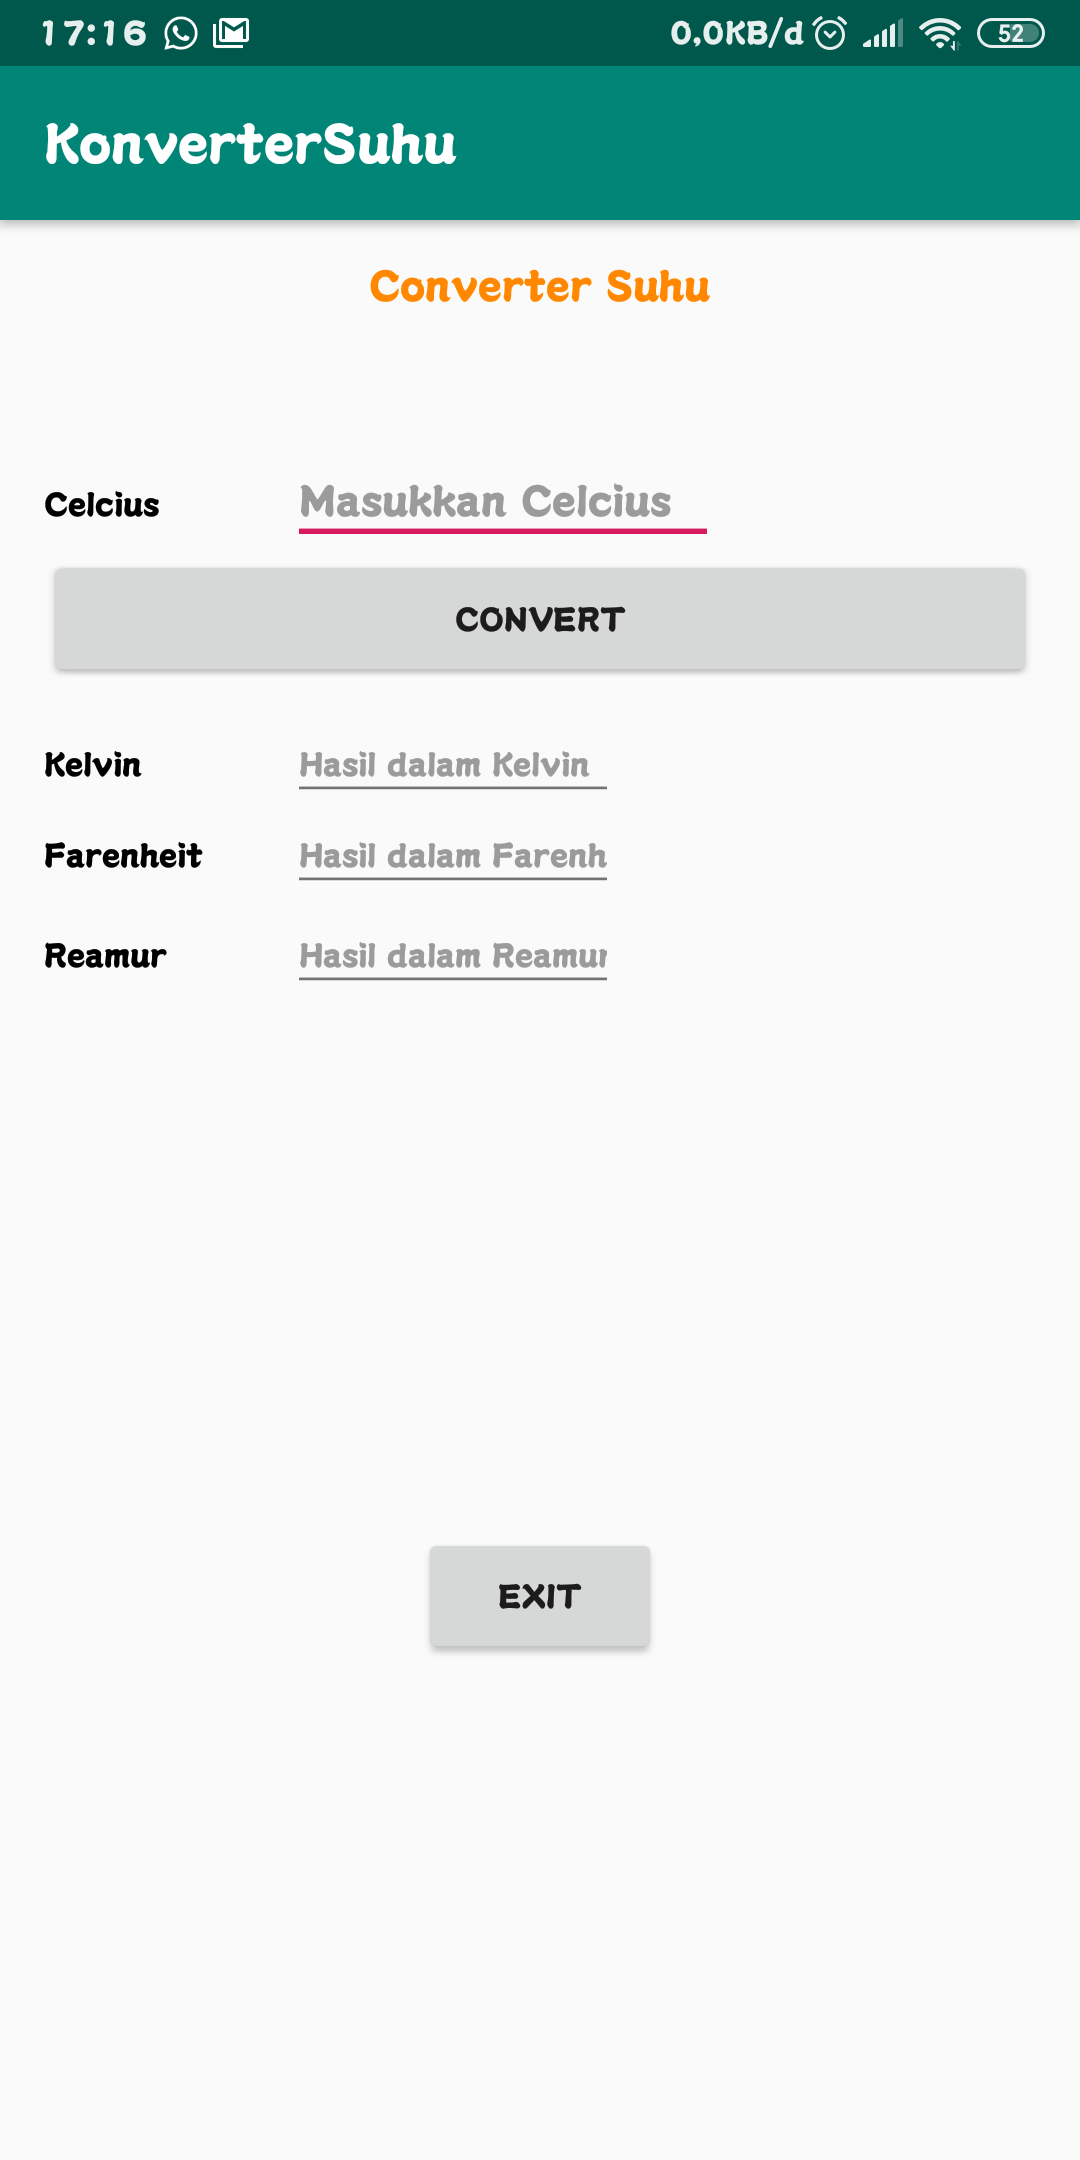 17:16 0,0KB/d 52
KonverterSuhu
Converter Suhu
Celcius Masukkan Celcius
CONVERT
Kelvin Hasil dalam Kelvin
Farenheit Hasil dalam Farenh
Reamur Hasil dalam Reamur
EXIT